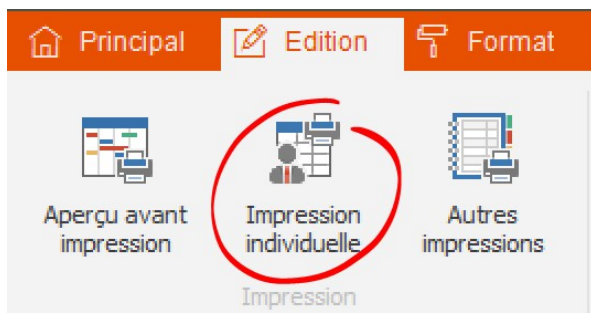 Principal Edition Format
Aperçu avant impression
Impression individuelle
Autres impressions
Impression